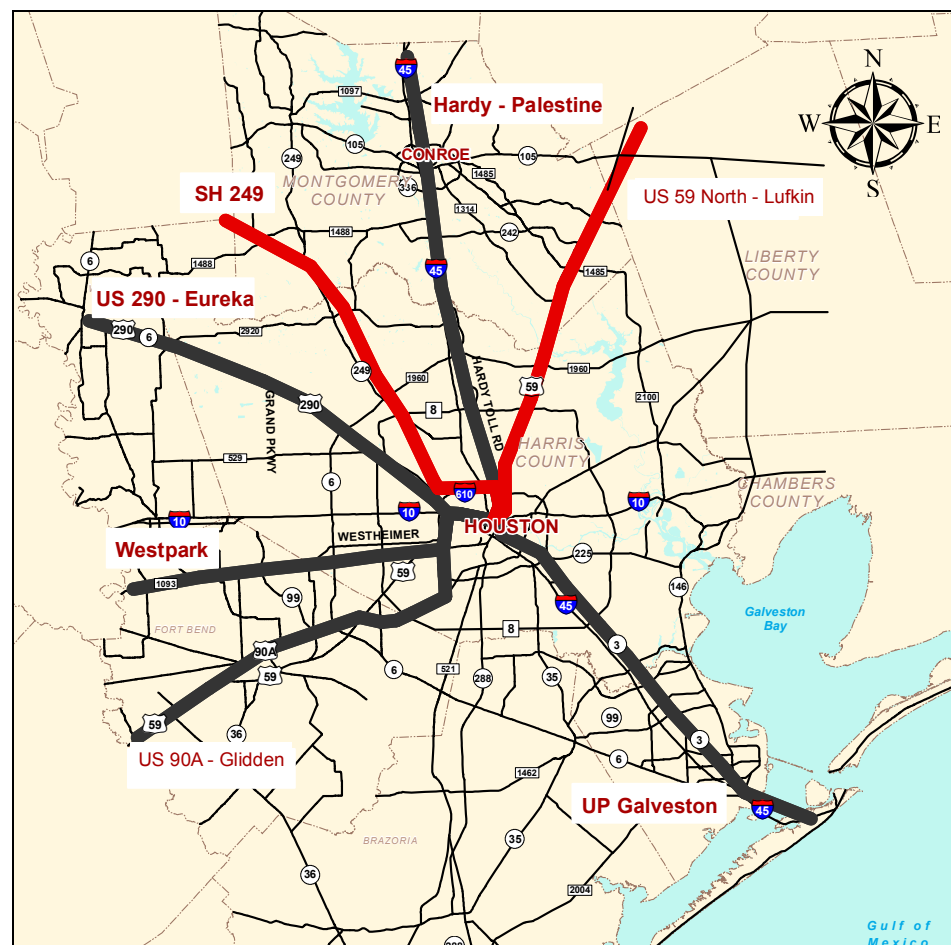 N
W
E
S
45
Hardy - Palestine
1097
105
CONROE
105
249
1485
336
MONTGOMERY
COUNTY
SH 249
US 59 North - Lufkin
1314
242
1488
6
1488
45
1485
LIBERTY
COUNTY
US 290 - Eureka
290
6
2920
249
1960
HARDY TOLL RD
59
1960
2100
GRAND PKWY
290
8
HARRIS
COUNTY
529
6
610
CHAMBERS
COUNTY
10
10
10
HOUSTON
WESTHEIMER
Westpark
225
59
1093
99
146
45
Galveston
Bay
FORT BEND
8
3
90A
59
6
521
288
35
59
36
99
3
US 90A - Glidden
6
1462
UP Galveston
45
BRAZORIA
35
36
2004
288
Gulf of
Mexico